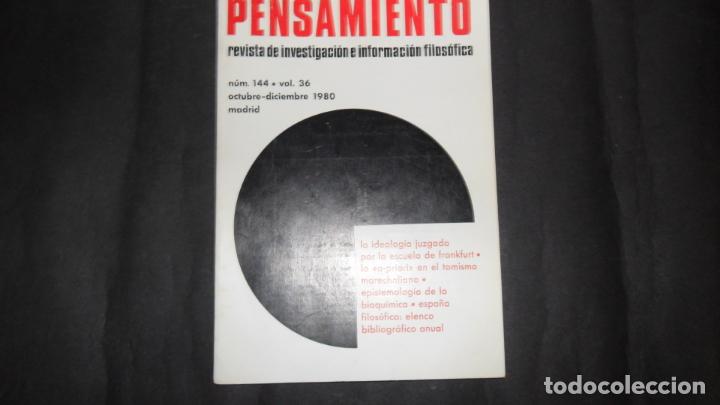 PENSAMIENTO
revista de investigación e información filosófica
núm. 144 • vol. 36
octubre-diciembre 1980
madrid
la ideología juzgada
por la escuela de frankfurt •
lo «a-priori» en el tomismo
marechaliano •
epistemología de la
bioquímica • españa
filosófica: elenco
bibliográfico anual
todocoleccion